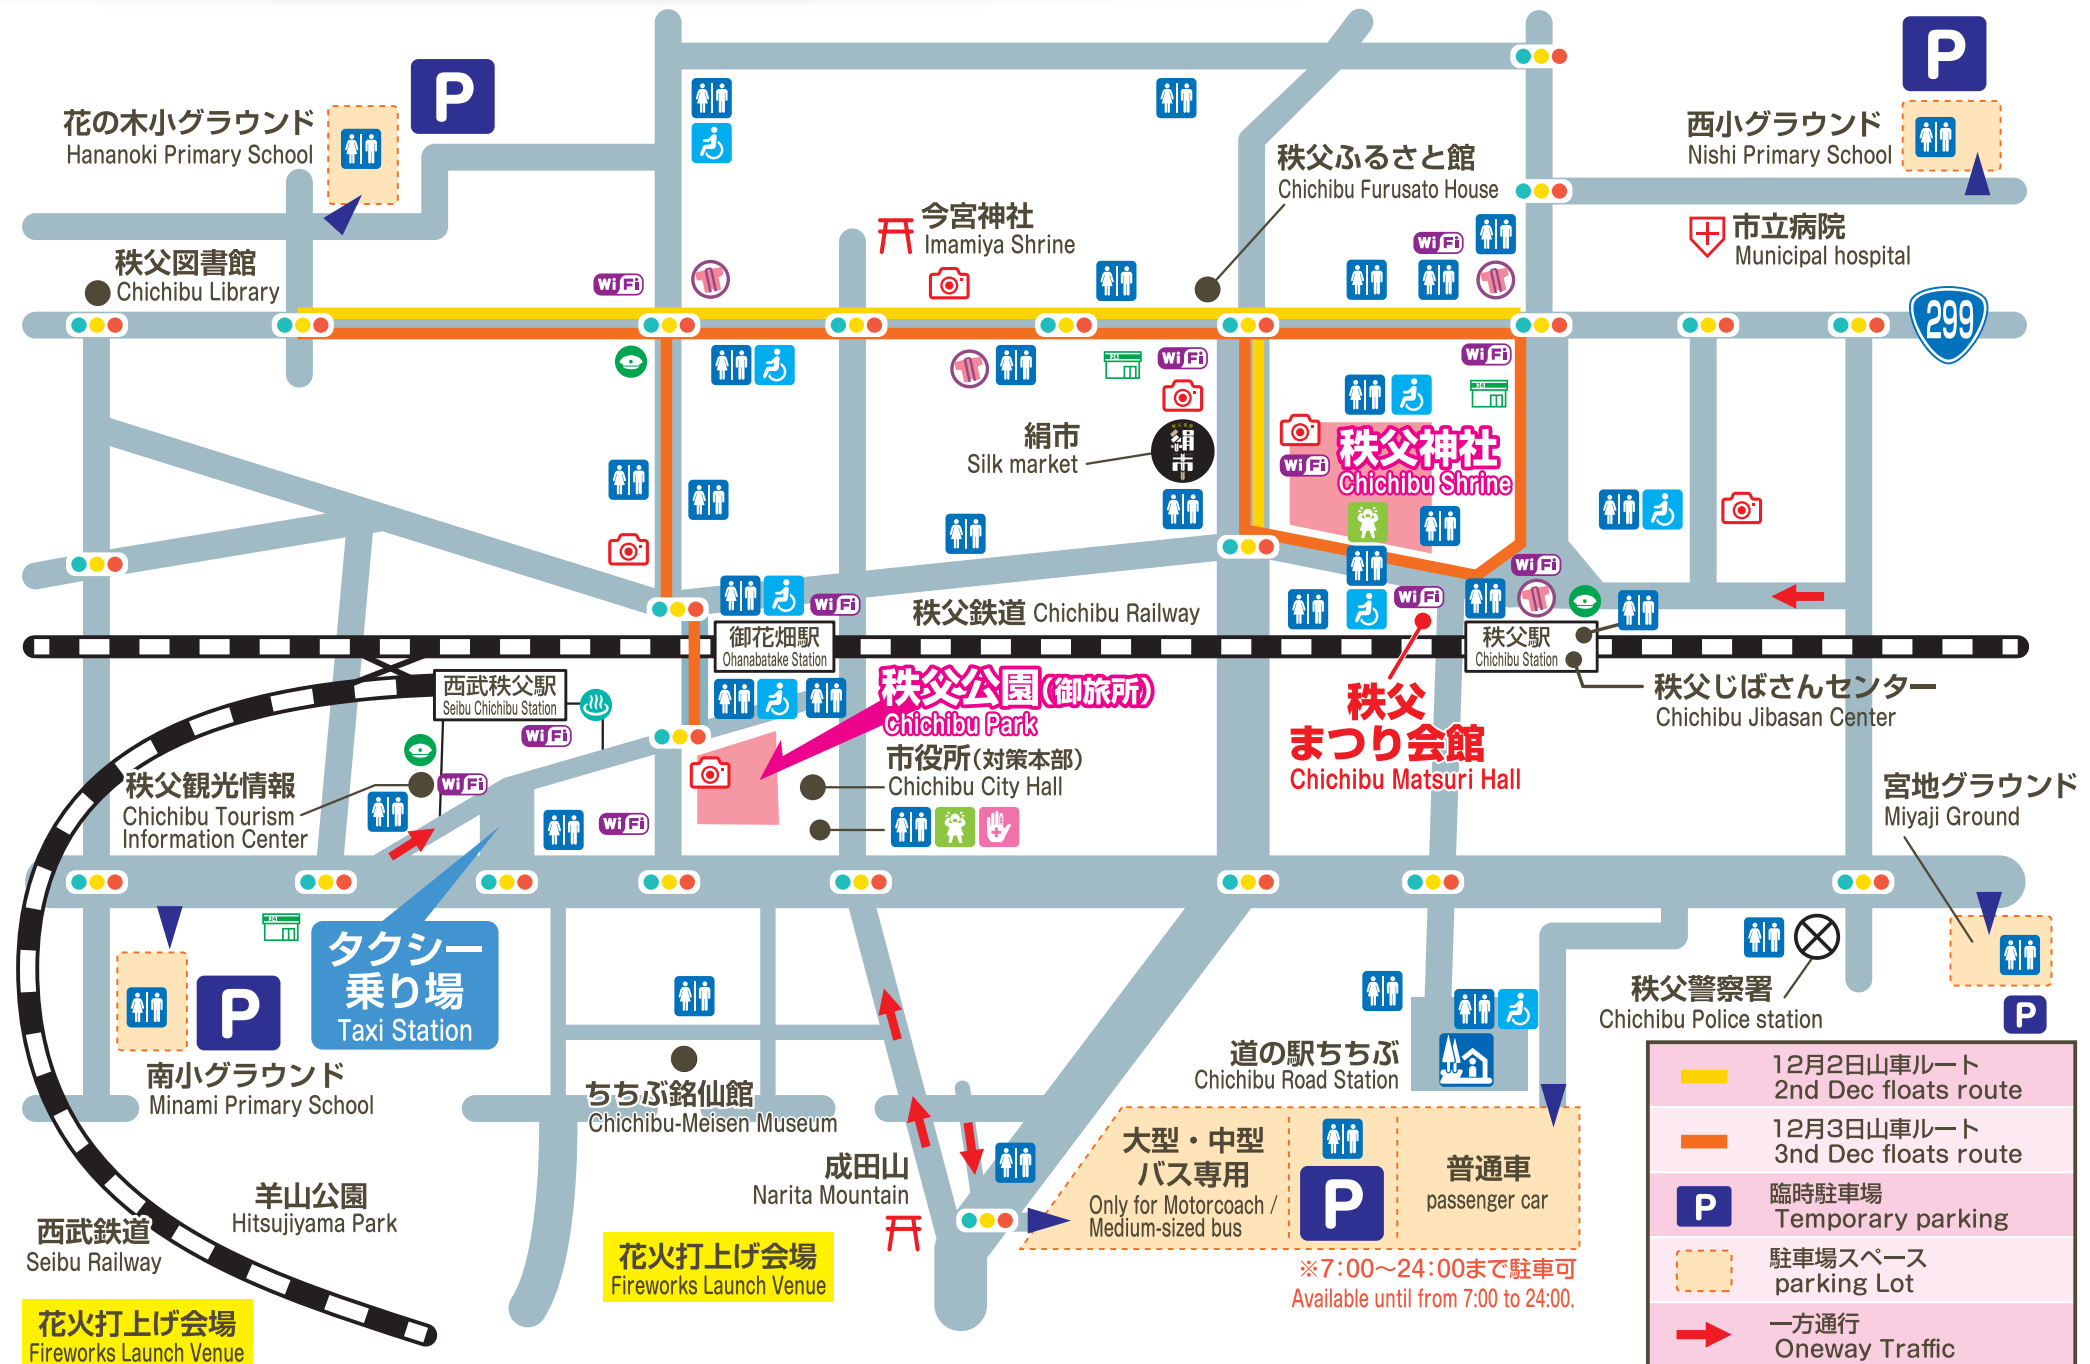 P
花の木小グラウンド
Hananoki Primary School
P
西小グラウンド
Nishi Primary School
秩父ふるさと館
Chichibu Furusato House
今宮神社
Imamiya Shrine
WiFi
市立病院
Municipal hospital
秩父図書館
Chichibu Library
WiFi
299
WiFi
WiFi
絹市
Silk market
絹市
秩父神社
Chichibu Shrine
WiFi
WiFi
WiFi
WiFi
秩父鉄道 Chichibu Railway
御花畑駅
Ohanabatake Station
秩父駅
Chichibu Station
西武秩父駅
Seibu Chichibu Station
WiFi
秩父公園(御旅所)
Chichibu Park
秩父じばさんセンター
Chichibu Jibasan Center
秩父
まつり会館
Chichibu Matsuri Hall
市役所(対策本部)
Chichibu City Hall
秩父観光情報
Chichibu Tourism
Information Center
WiFi
WiFi
宮地グラウンド
Miyaji Ground
タクシー
乗り場
Taxi Station
P
南小グラウンド
Minami Primary School
秩父警察署
Chichibu Police station
P
道の駅ちちぶ
Chichibu Road Station
ちちぶ銘仙館
Chichibu-Meisen Museum
成田山
Narita Mountain
大型・中型
バス専用
Only for Motorcoach /
Medium-sized bus
P
普通車
passenger car
※7:00〜24:00まで駐車可
Available until from 7:00 to 24:00.
羊山公園
Hitsujiyama Park
西武鉄道
Seibu Railway
花火打上げ会場
Fireworks Launch Venue
花火打上げ会場
Fireworks Launch Venue
12月2日山車ルート
2nd Dec floats route
12月3日山車ルート
3nd Dec floats route
P
臨時駐車場
Temporary parking
駐車場スペース
parking Lot
一方通行
Oneway Traffic